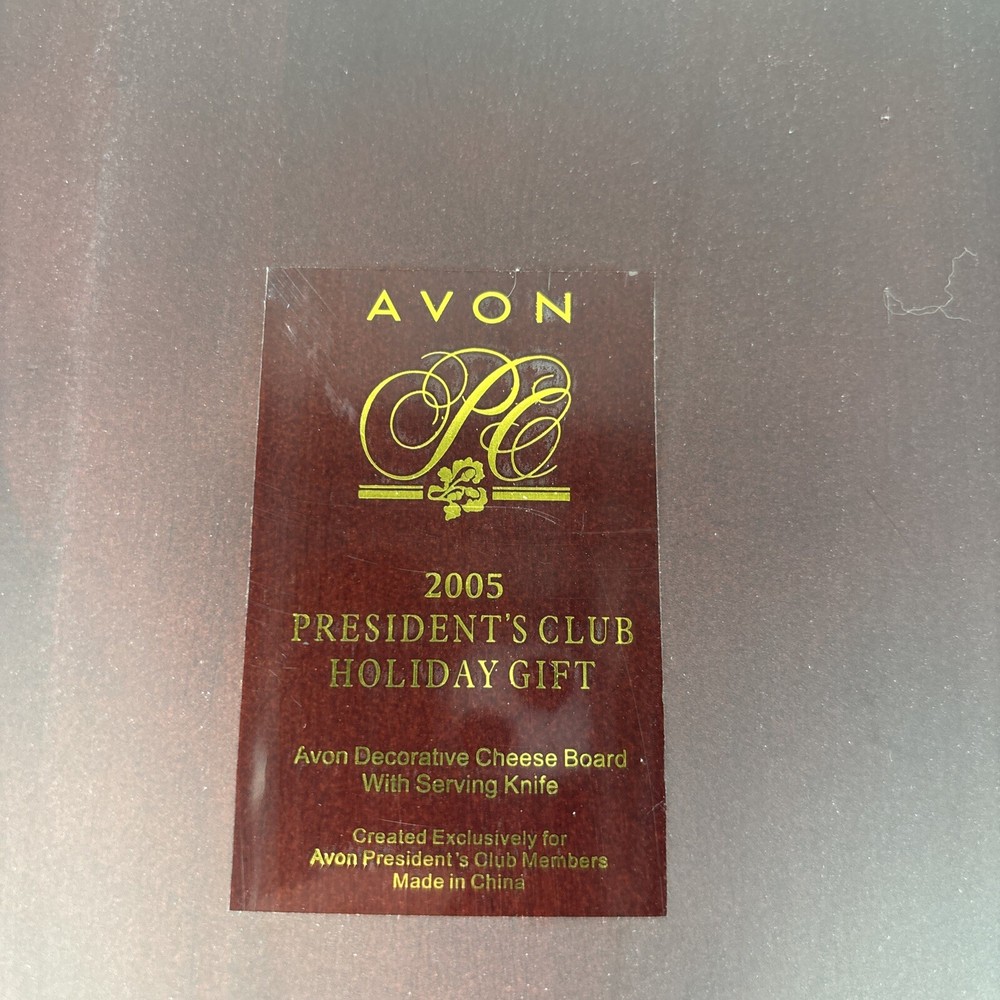 AVON
PC
2005
PRESIDENT'S CLUB
HOLIDAY GIFT
Avon Decorative Cheese Board
With Serving Knife
Created Exclusively for
Avon President's Club Members
Made in China